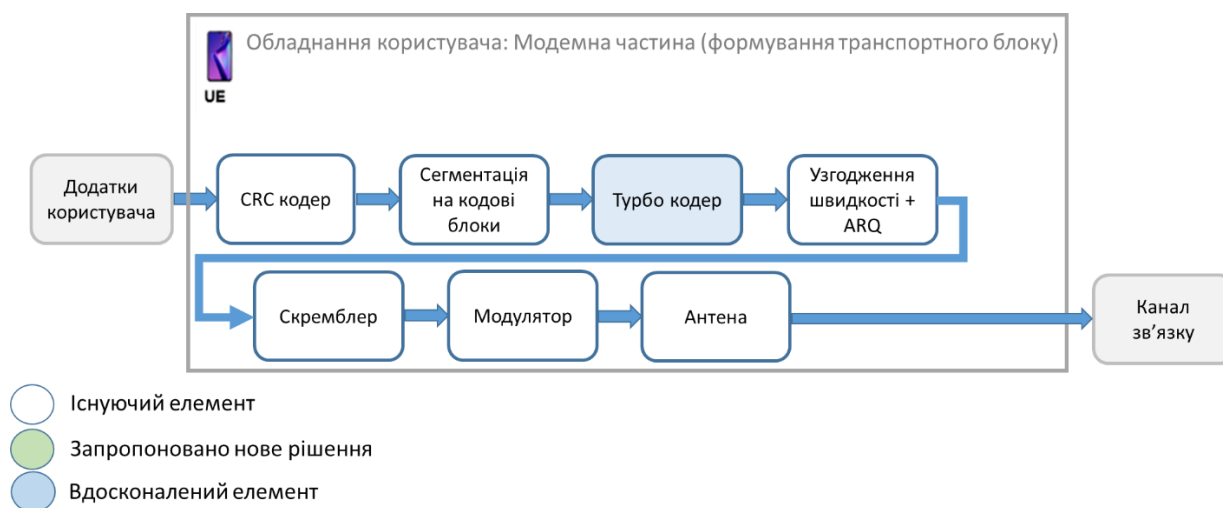 Обладнання користувача: Модемна частина (формування транспортного блоку)
UE
Додатки
користувача
CRC кодер
Сегментація
на кодові
блоки
Турбо кодер
Узгодження
швидкості +
ARQ
Скремблер
Модулятор
Антена
Канал
зв’язку
Існуючий елемент
Запропоновано нове рішення
Вдосконалений елемент